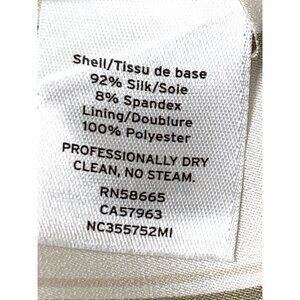 Shell/Tissu de base
92% Silk/Soie
8% Spandex
Lining/Doublure
100% Polyester
PROFESSIONALLY DRY
CLEAN, NO STEAM.
RN58665
CA57963
NC355752MI